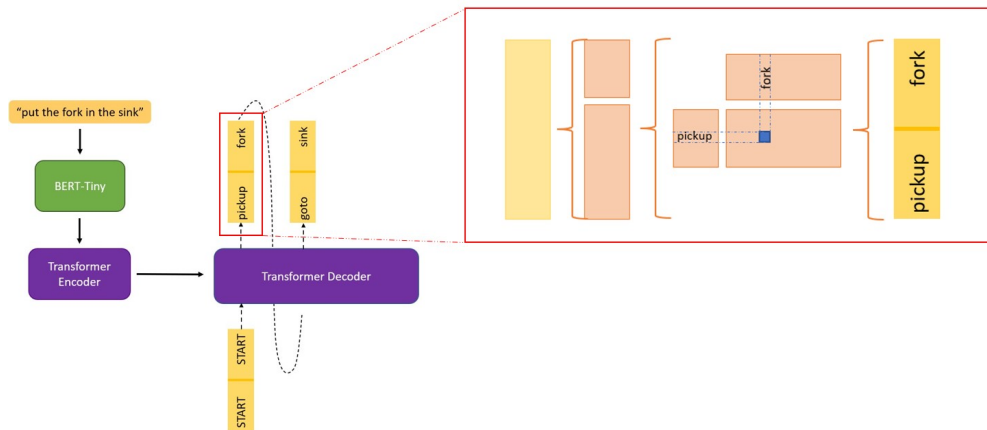 “put the fork in the sink”
BERT-Tiny
Transformer
Encoder
Transformer Decoder
pickup
fork
goto
sink
START
START
pickup
fork
pickup
fork